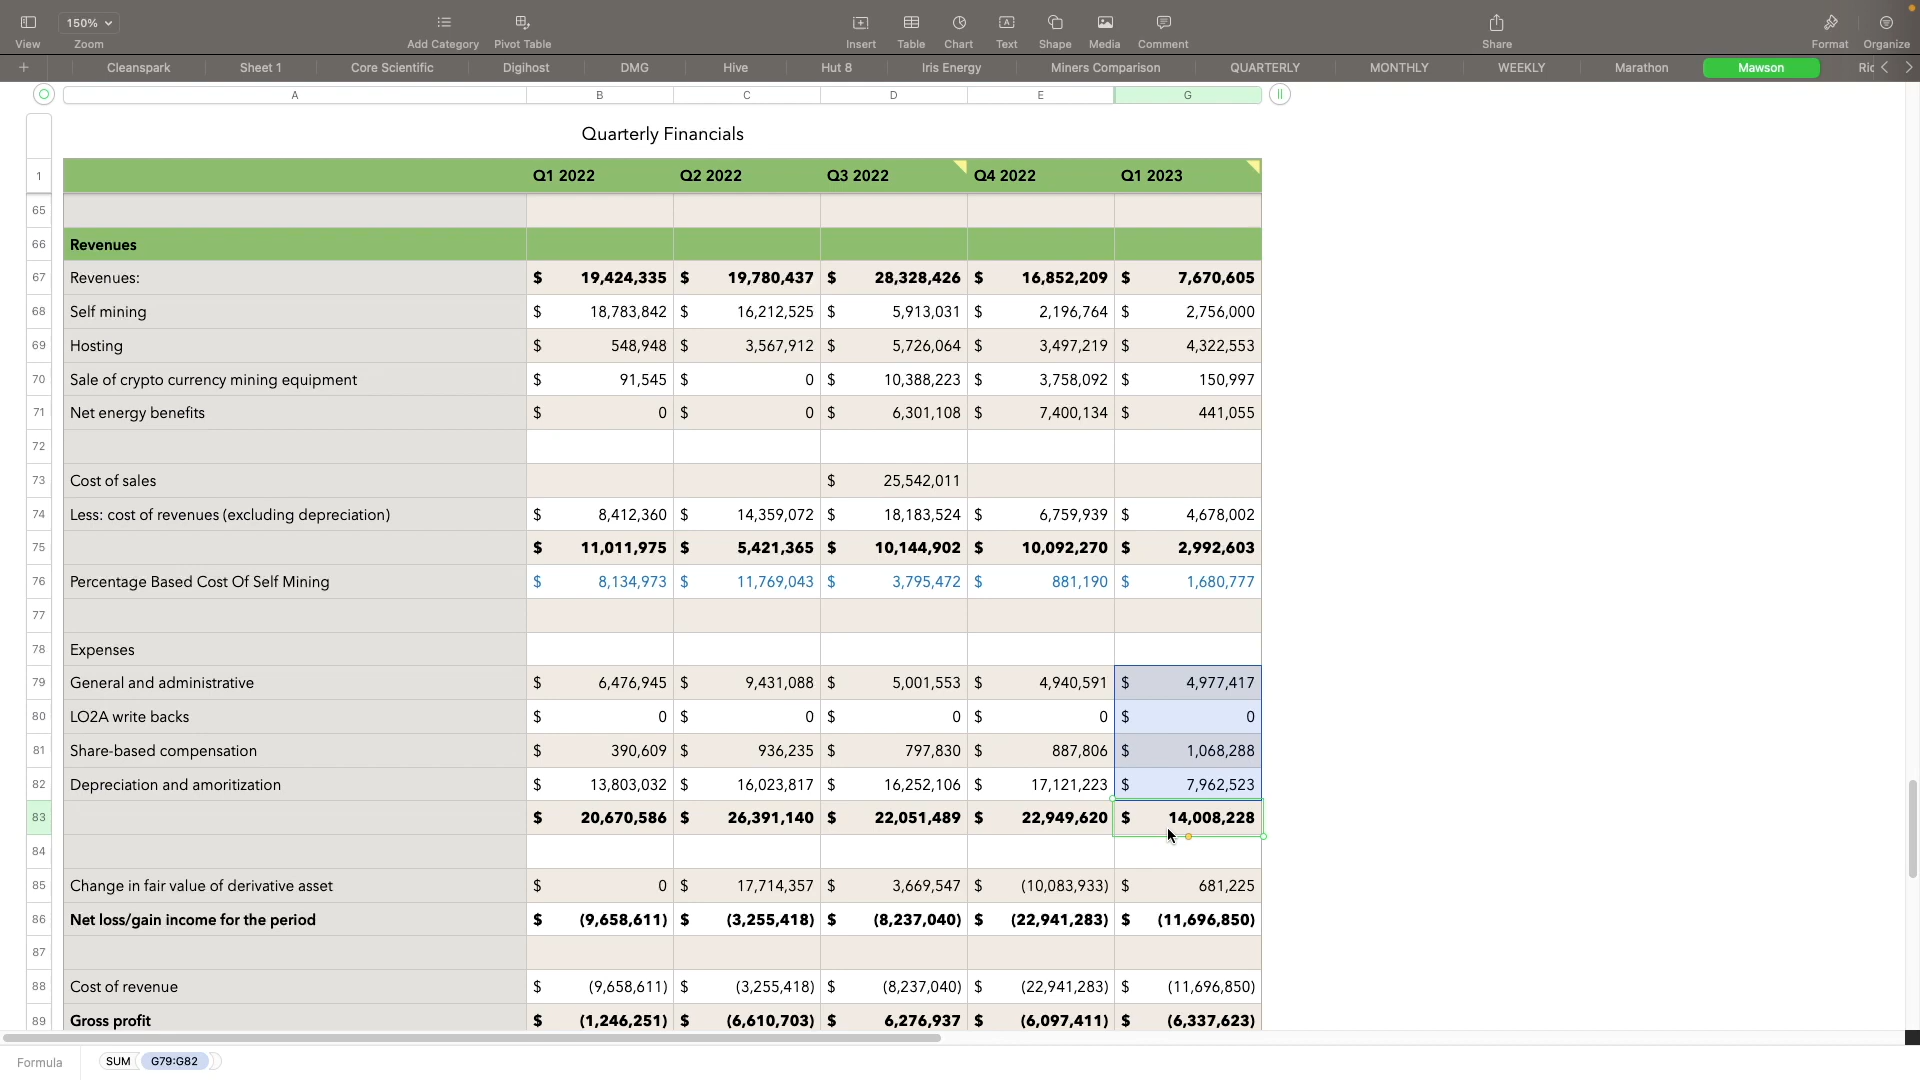 150%
View Zoom Add Category Pivot Table Insert Table Chart Text Shape Media Comment Share Format Organize
+ Cleanspark Sheet 1 Core Scientific Digihost DMG Hive Hut 8 Iris Energy Miners Comparison QUARTERLY MONTHLY WEEKLY Marathon Mawson
A B C D E G
Quarterly Financials
1 Q1 2022 Q2 2022 Q3 2022 Q4 2022 Q1 2023
65
66 Revenues
67 Revenues: $ 19,424,335 $ 19,780,437 $ 28,328,426 $ 16,852,209 $ 7,670,605
68 Self mining $ 18,783,842 $ 16,212,525 $ 5,913,031 $ 2,196,764 $ 2,756,000
69 Hosting $ 548,948 $ 3,567,912 $ 5,726,064 $ 3,497,219 $ 4,322,553
70 Sale of crypto currency mining equipment $ 91,545 $ 0 $ 10,388,223 $ 3,758,092 $ 150,997
71 Net energy benefits $ 0 $ 0 $ 6,301,108 $ 7,400,134 $ 441,055
72
73 Cost of sales $ 25,542,011
74 Less: cost of revenues (excluding depreciation) $ 8,412,360 $ 14,359,072 $ 18,183,524 $ 6,759,939 $ 4,678,002
75 $ 11,011,975 $ 5,421,365 $ 10,144,902 $ 10,092,270 $ 2,992,603
76 Percentage Based Cost Of Self Mining $ 8,134,973 $ 11,769,043 $ 3,795,472 $ 881,190 $ 1,680,777
77
78 Expenses
79 General and administrative $ 6,476,945 $ 9,431,088 $ 5,001,553 $ 4,940,591 $ 4,977,417
80 LO2A write backs $ 0 $ 0 $ 0 $ 0 $ 0
81 Share-based compensation $ 390,609 $ 936,235 $ 797,830 $ 887,806 $ 1,068,288
82 Depreciation and amoritization $ 13,803,032 $ 16,023,817 $ 16,252,106 $ 17,121,223 $ 7,962,523
83 $ 20,670,586 $ 26,391,140 $ 22,051,489 $ 22,949,620 $ 14,008,228
84
85 Change in fair value of derivative asset $ 0 $ 17,714,357 $ 3,669,547 $ (10,083,933) $ 681,225
86 Net loss/gain income for the period $ (9,658,611) $ (3,255,418) $ (8,237,040) $ (22,941,283) $ (11,696,850)
87
88 Cost of revenue $ (9,658,611) $ (3,255,418) $ (8,237,040) $ (22,941,283) $ (11,696,850)
89 Gross profit $ (1,246,251) $ (6,610,703) $ 6,276,937 $ (6,097,411) $ (6,337,623)
Formula SUM G79:G82